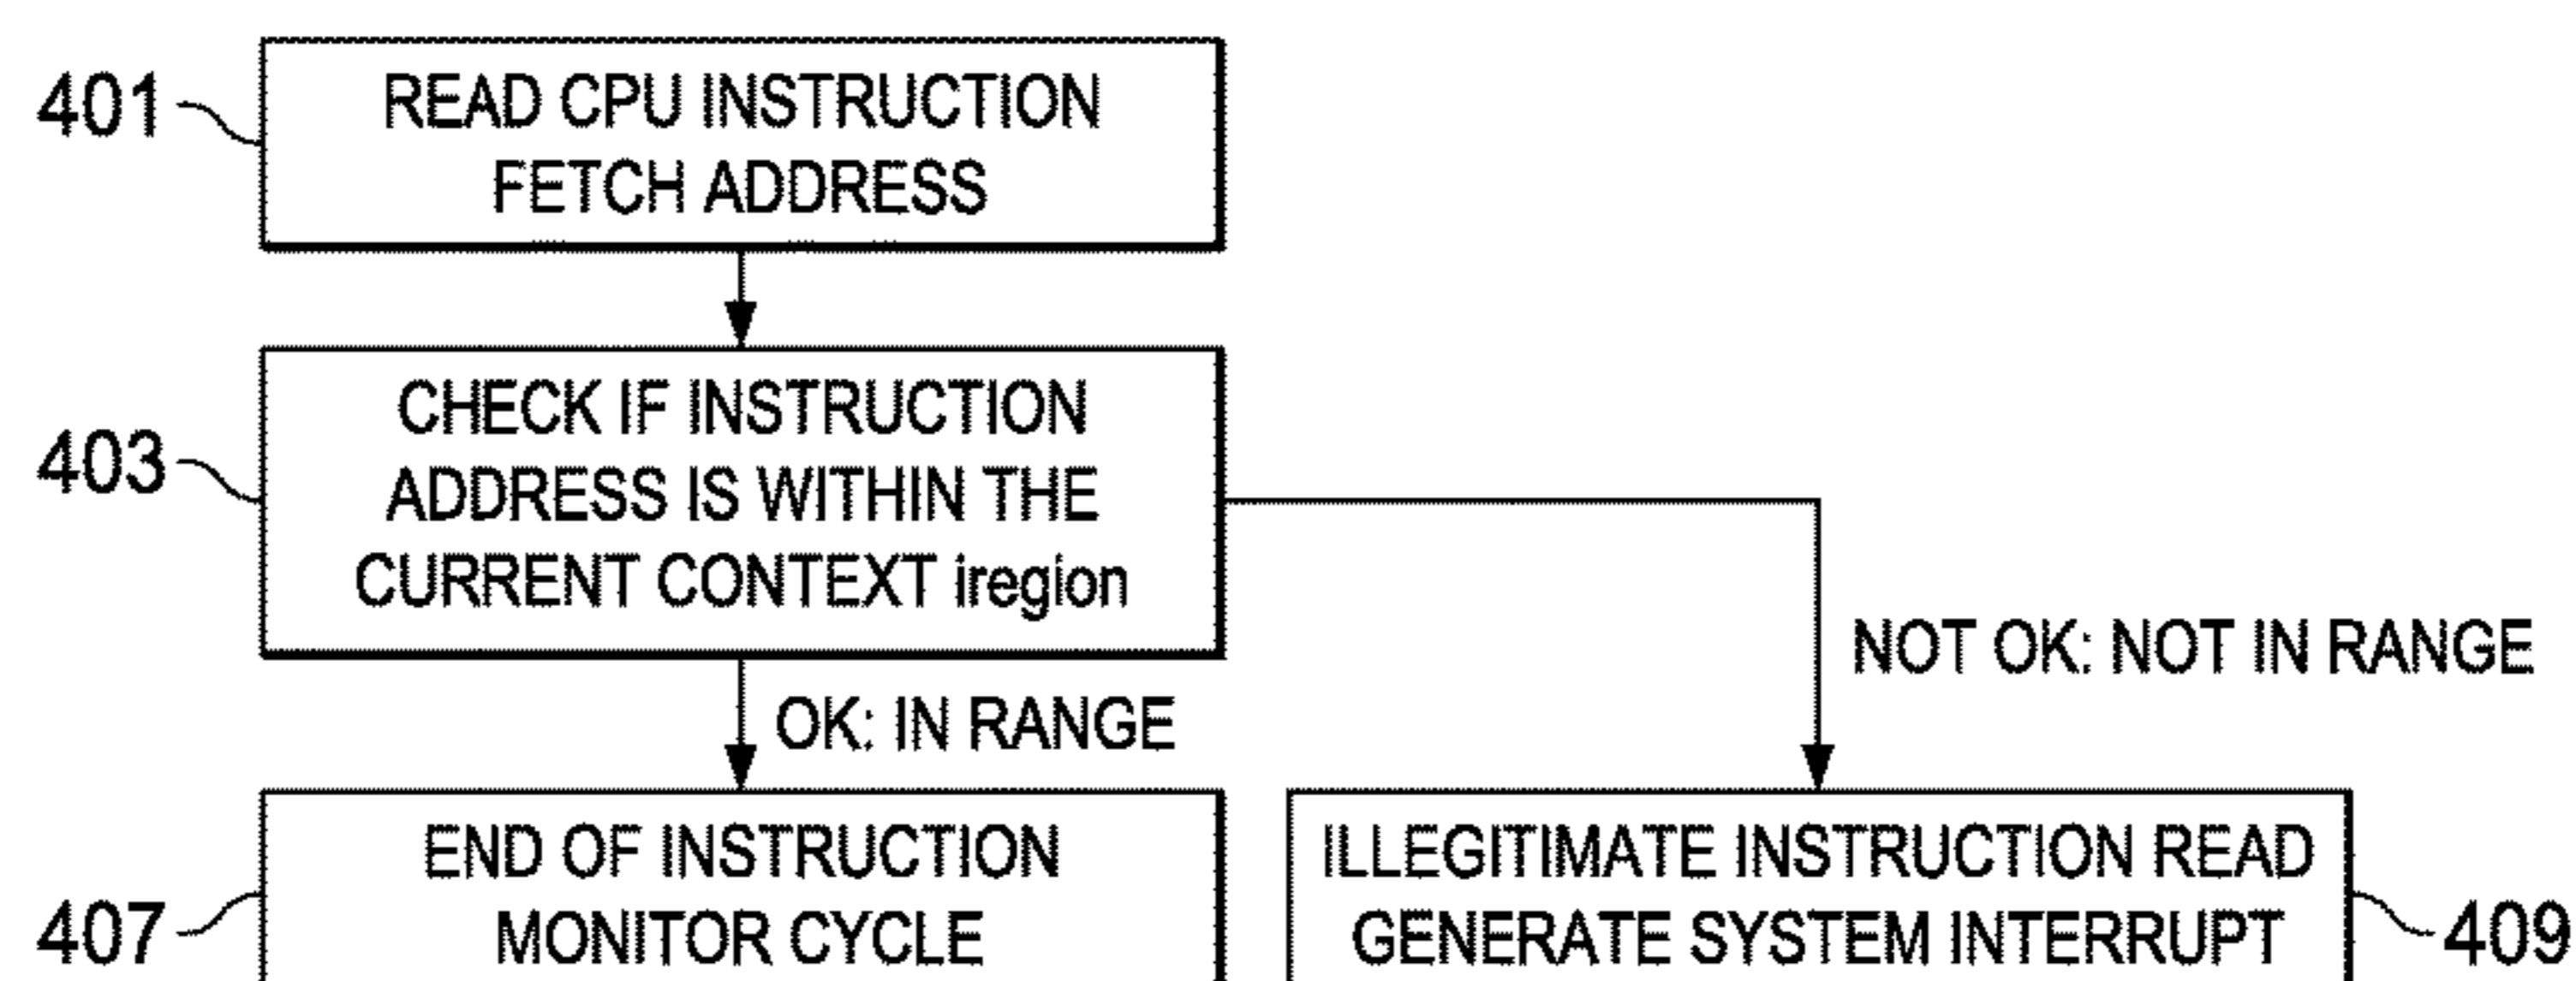 401
READ CPU INSTRUCTION
FETCH ADDRESS
403
CHECK IF INSTRUCTION
ADDRESS IS WITHIN THE
CURRENT CONTEXT iregion
NOT OK: NOT IN RANGE
OK: IN RANGE
407
END OF INSTRUCTION
MONITOR CYCLE
ILLEGITIMATE INSTRUCTION READ
GENERATE SYSTEM INTERRUPT
409